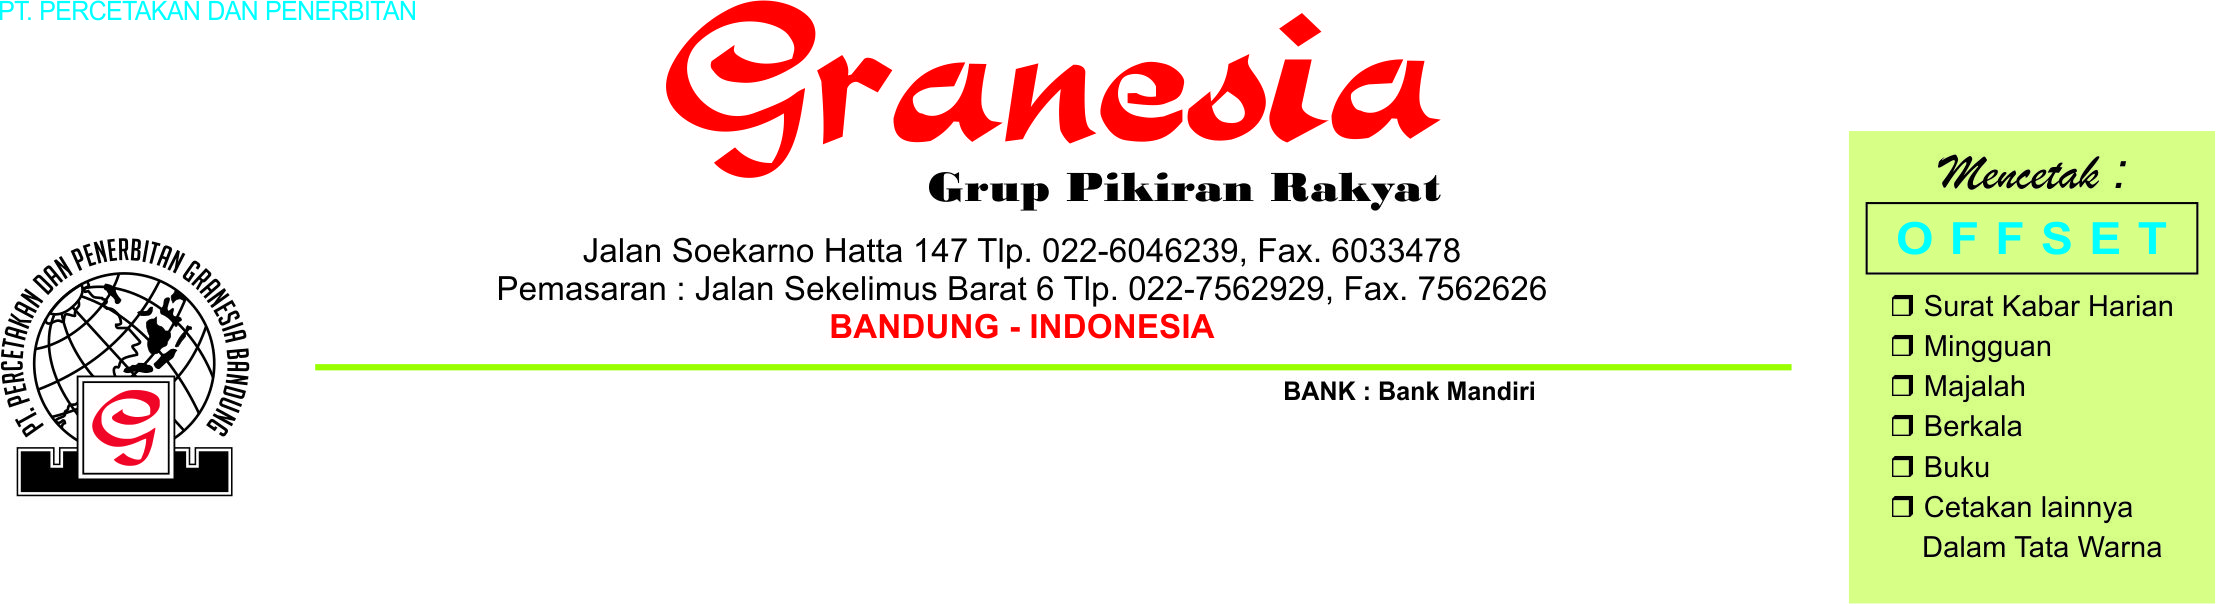 PT. PERCETAKAN DAN PENERBITAN
Granesia
Grup Pikiran Rakyat
Jalan Soekarno Hatta 147 Tlp. 022-6046239, Fax. 6033478
Pemasaran : Jalan Sekelimus Barat 6 Tlp. 022-7562929, Fax. 7562626
BANDUNG - INDONESIA
BANK : Bank Mandiri
PT. PERCETAKAN DAN PENERBITAN GRANESIA BANDUNG
G
Mencetak :
OFFSET
❒ Surat Kabar Harian
❒ Mingguan
❒ Majalah
❒ Berkala
❒ Buku
❒ Cetakan lainnya
Dalam Tata Warna